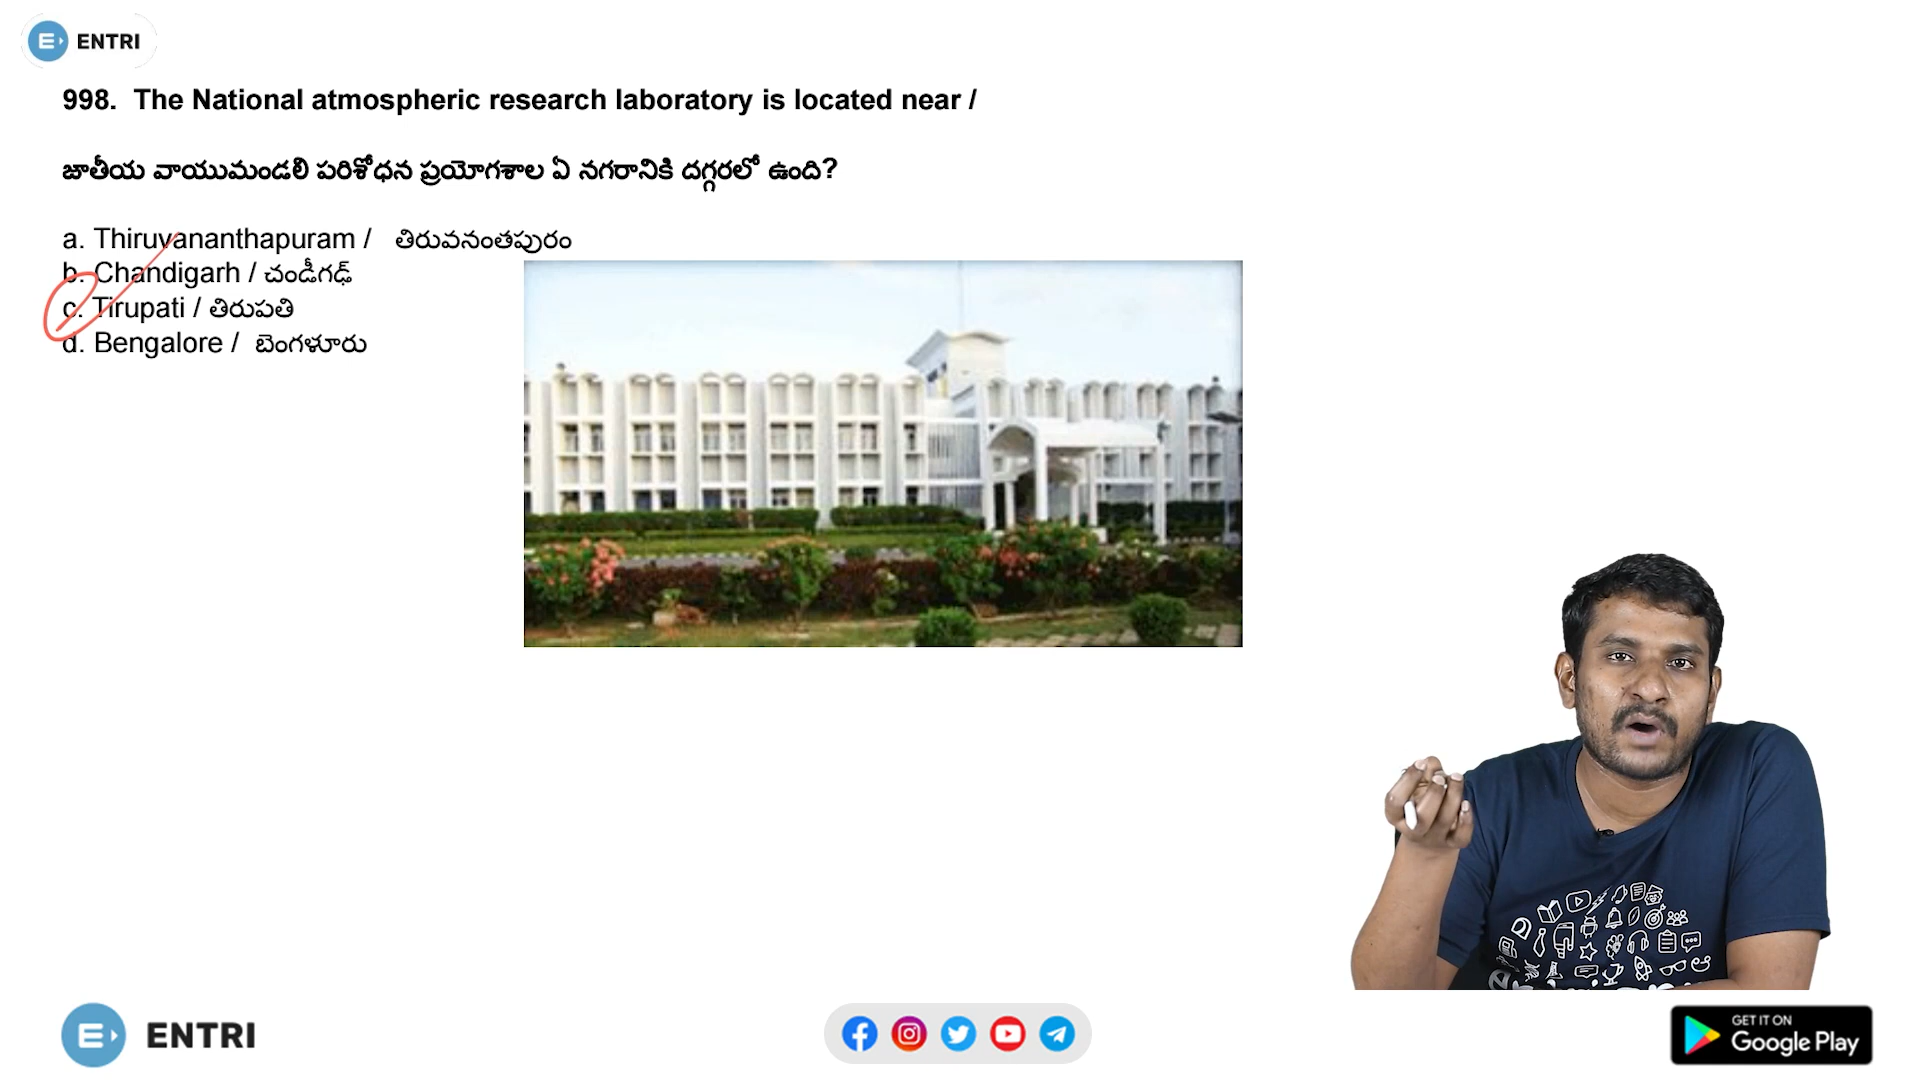 ENTRI
998. The National atmospheric research laboratory is located near /
జాతీయ వాయుమండలి పరిశోధన ప్రయోగశాల ఏ నగరానికి దగ్గరలో ఉంది?
a. Thiruvananthapuram / తిరువనంతపురం
b. Chandigarh / చండీగఢ్
c. Tirupati / తిరుపతి
d. Bengalore / బెంగళూరు
ENTRI
GET IT ON
Google Play